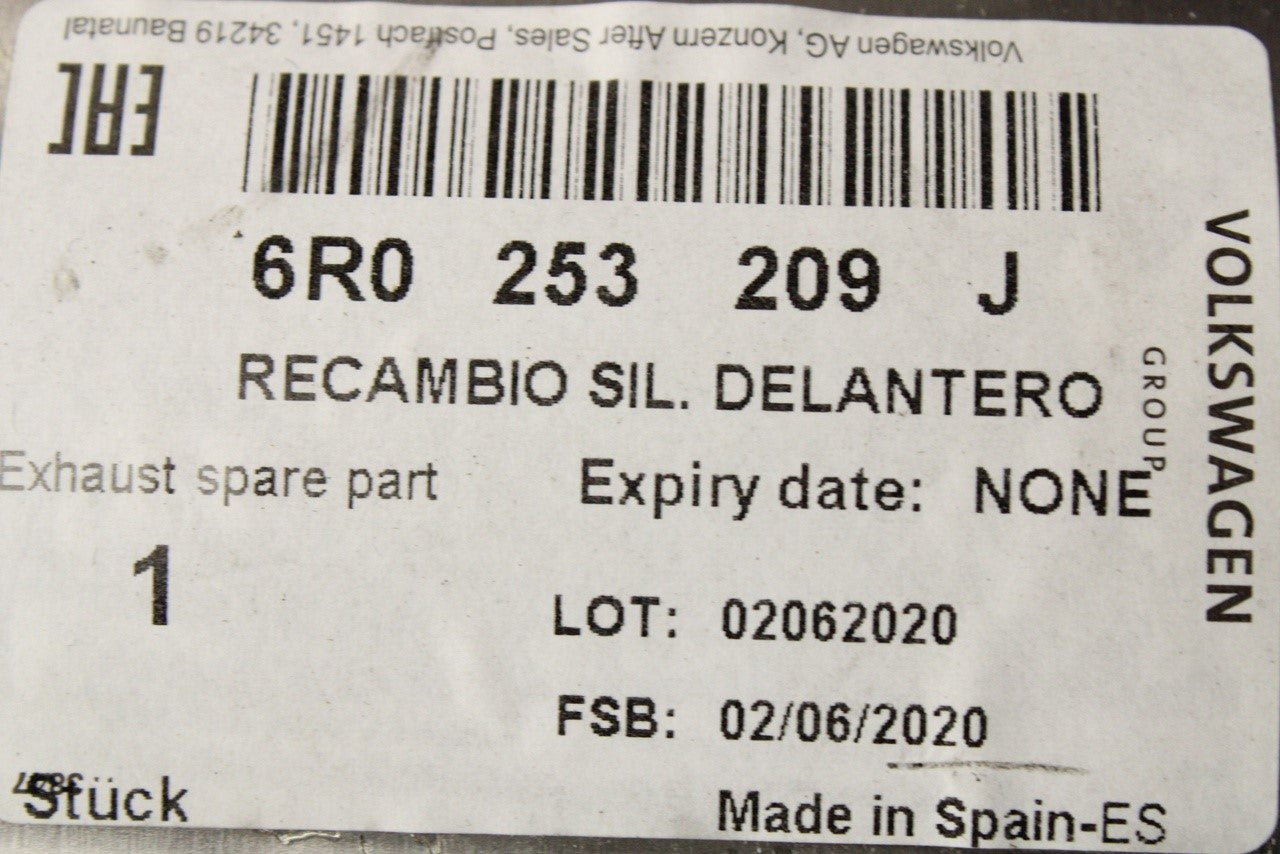 Volkswagen AG, Konzern After Sales, Postfach 1451, 34219 Baunatal
EAC
6R0 253 209 J
RECAMBIO SIL. DELANTERO
Exhaust spare part
Expiry date: NONE
1
LOT: 02062020
FSB: 02/06/2020
Stück
Made in Spain-ES
VOLKSWAGEN
GROUP